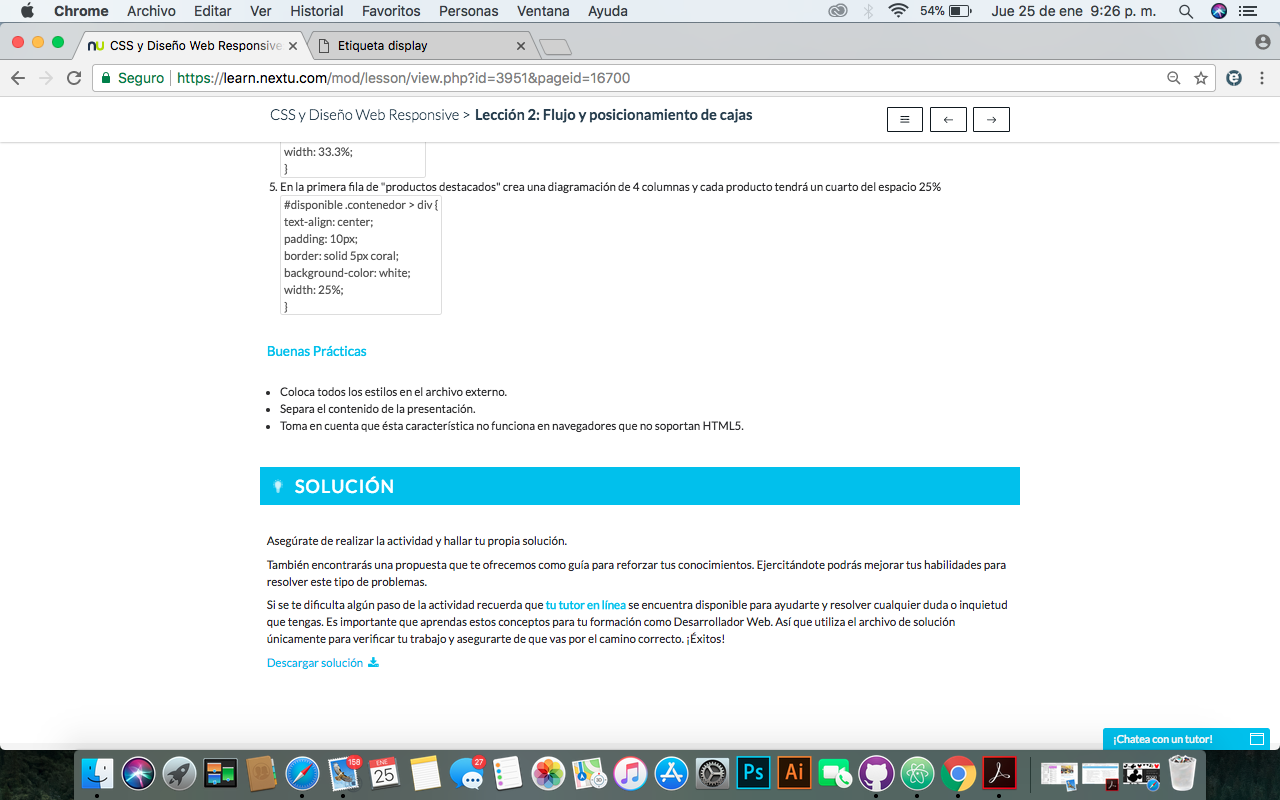 Chrome Archivo Editar Ver Historial Favoritos Personas Ventana Ayuda 54% Jue 25 de ene 9:26 p. m.
nu CSS y Diseño Web Responsive Etiqueta display
Seguro https://learn.nextu.com/mod/lesson/view.php?id=3951&pageid=16700
CSS y Diseño Web Responsive > Lección 2: Flujo y posicionamiento de cajas
width: 33.3%;
}
5. En la primera fila de "productos destacados" crea una diagramación de 4 columnas y cada producto tendrá un cuarto del espacio 25%
#disponible .contenedor > div {
text-align: center;
padding: 10px;
border: solid 5px coral;
background-color: white;
width: 25%;
}
Buenas Prácticas
Coloca todos los estilos en el archivo externo.
Separa el contenido de la presentación.
Toma en cuenta que ésta característica no funciona en navegadores que no soportan HTML5.
SOLUCIÓN
Asegúrate de realizar la actividad y hallar tu propia solución.
También encontrarás una propuesta que te ofrecemos como guía para reforzar tus conocimientos. Ejercitándote podrás mejorar tus habilidades para
resolver este tipo de problemas.
Si se te dificulta algún paso de la actividad recuerda que tu tutor en línea se encuentra disponible para ayudarte y resolver cualquier duda o inquietud
que tengas. Es importante que aprendas estos conceptos para tu formación como Desarrollador Web. Así que utiliza el archivo de solución
únicamente para verificar tu trabajo y asegurarte de que vas por el camino correcto. ¡Éxitos!
Descargar solución
¡Chatea con un tutor!
158 ENE 25 27 Ps Ai